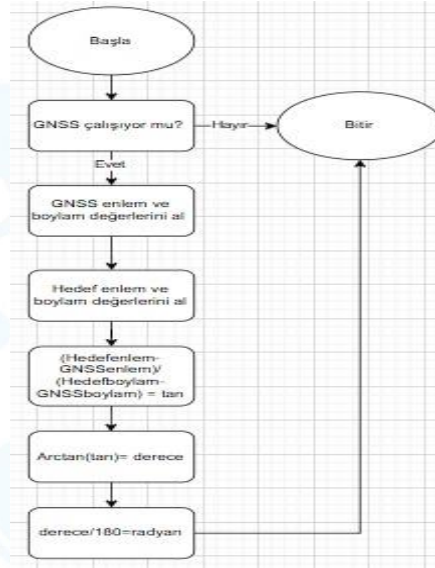 Başla
GNSS çalışıyor mu?
Hayır
Bitir
Evet
GNSS enlem ve
boylam değerlerini al
Hedef enlem ve
boylam değerlerini al
(Hedefenlem-
GNSSenlem)/
(Hedefboylam-
GNSSboylam) = tan
Arctan(tan)= derece
derece/180=radyan